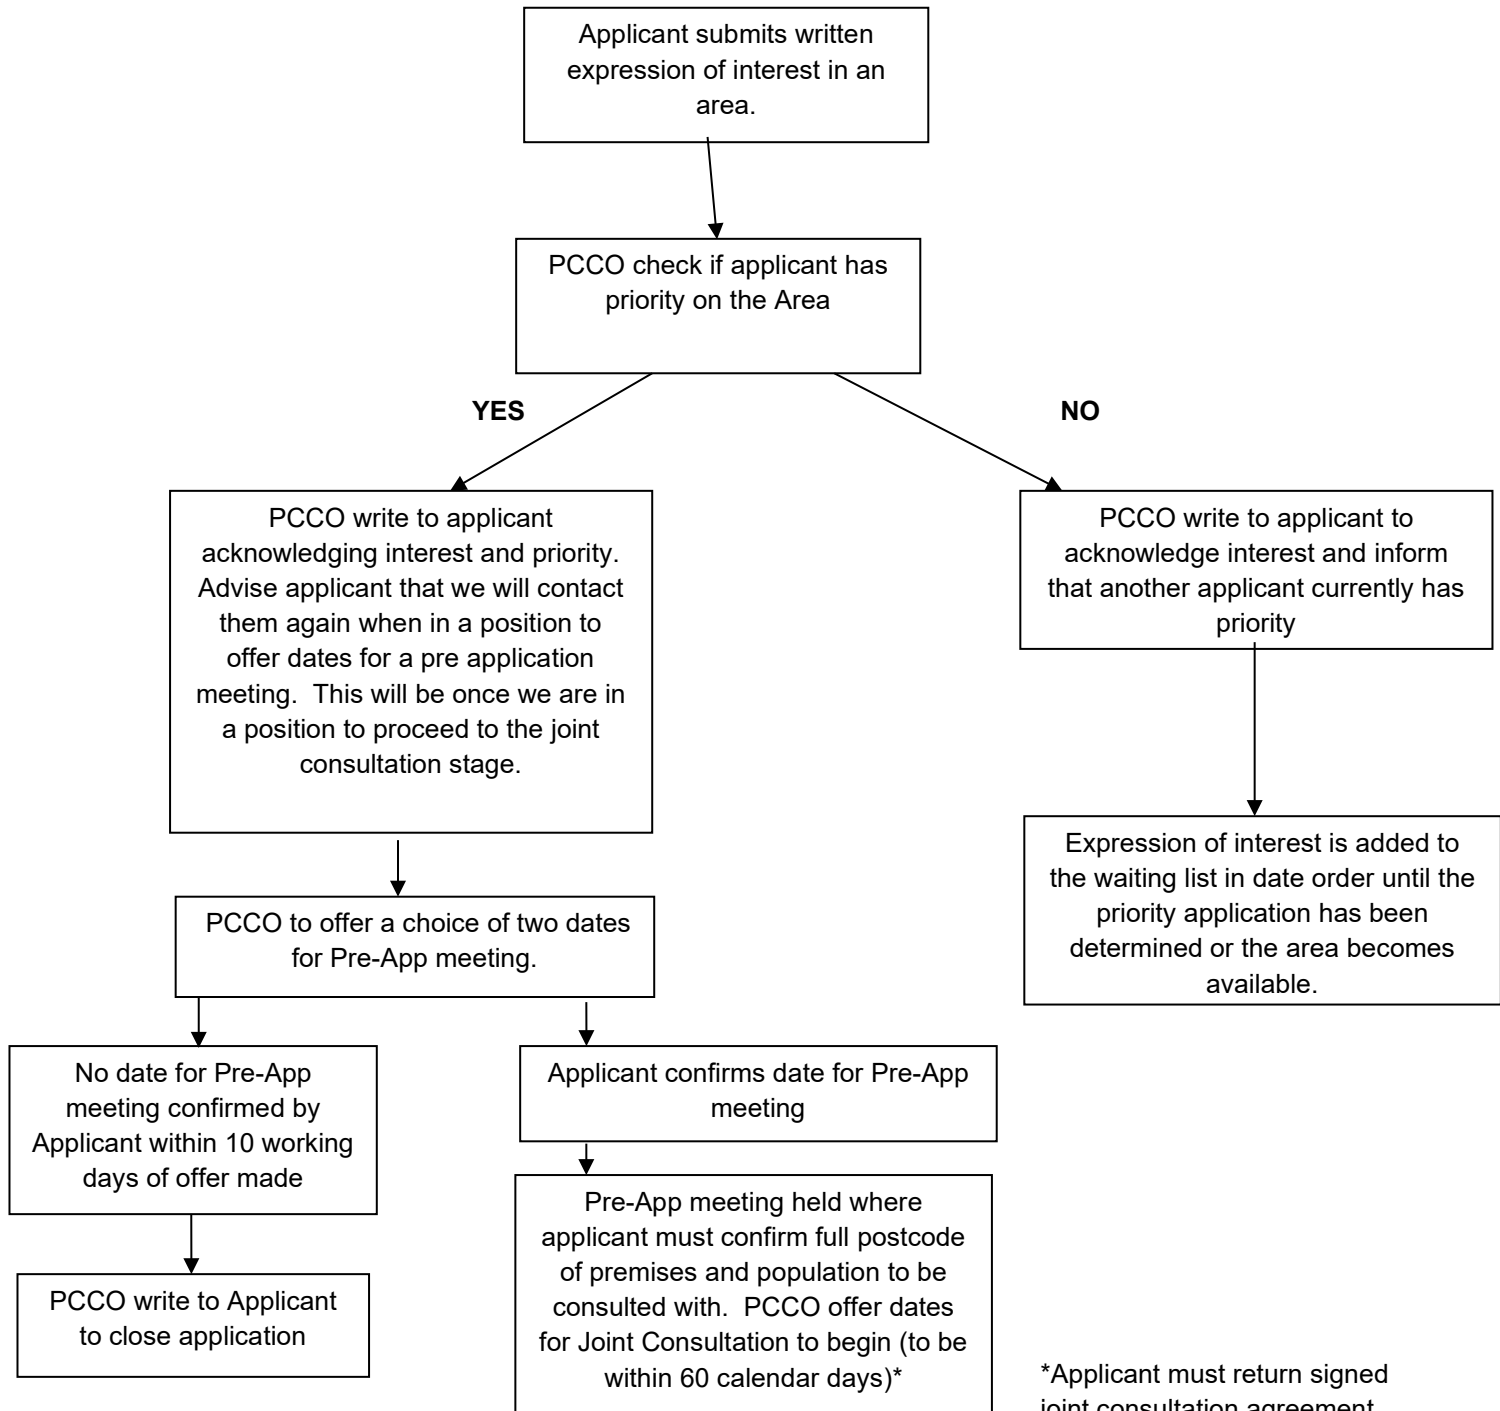 Applicant submits written
expression of interest in an
area.
PCCO check if applicant has
priority on the Area
YES
NO
PCCO write to applicant
acknowledging interest and priority.
Advise applicant that we will contact
them again when in a position to
offer dates for a pre application
meeting.  This will be once we are in
a position to proceed to the joint
consultation stage.
PCCO write to applicant to
acknowledge interest and inform
that another applicant currently has
priority
PCCO to offer a choice of two dates
for Pre-App meeting.
Expression of interest is added to
the waiting list in date order until the
priority application has been
determined or the area becomes
available.
No date for Pre-App
meeting confirmed by
Applicant within 10 working
days of offer made
Applicant confirms date for Pre-App
meeting
PCCO write to Applicant
to close application
Pre-App meeting held where
applicant must confirm full postcode
of premises and population to be
consulted with.  PCCO offer dates
for Joint Consultation to begin (to be
within 60 calendar days)*
*Applicant must return signed
joint consultation agreement